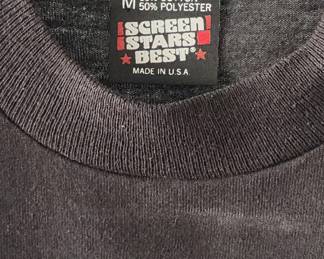 M 50% POLYESTER
SCREEN
STARS
BEST
MADE IN U.S.A.